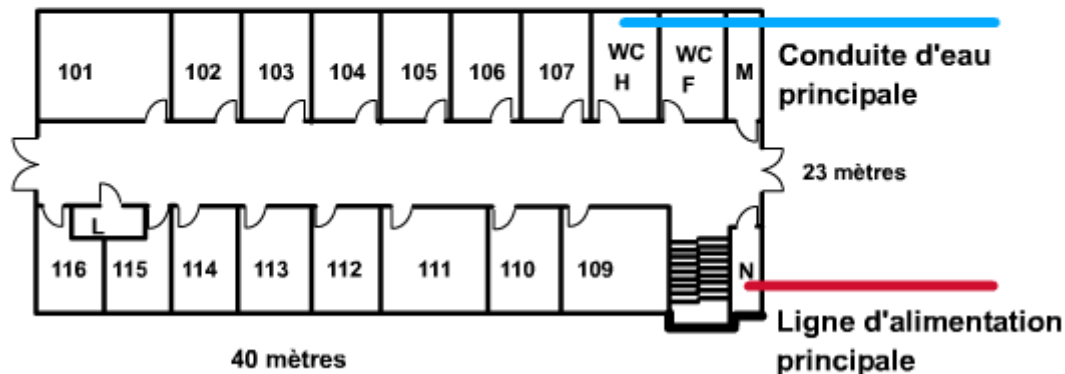 101
102
103
104
105
106
107
WC
H
WC
F
M
Conduite d'eau
principale
23 mètres
L
116
115
114
113
112
111
110
109
N
Ligne d'alimentation
principale
40 mètres